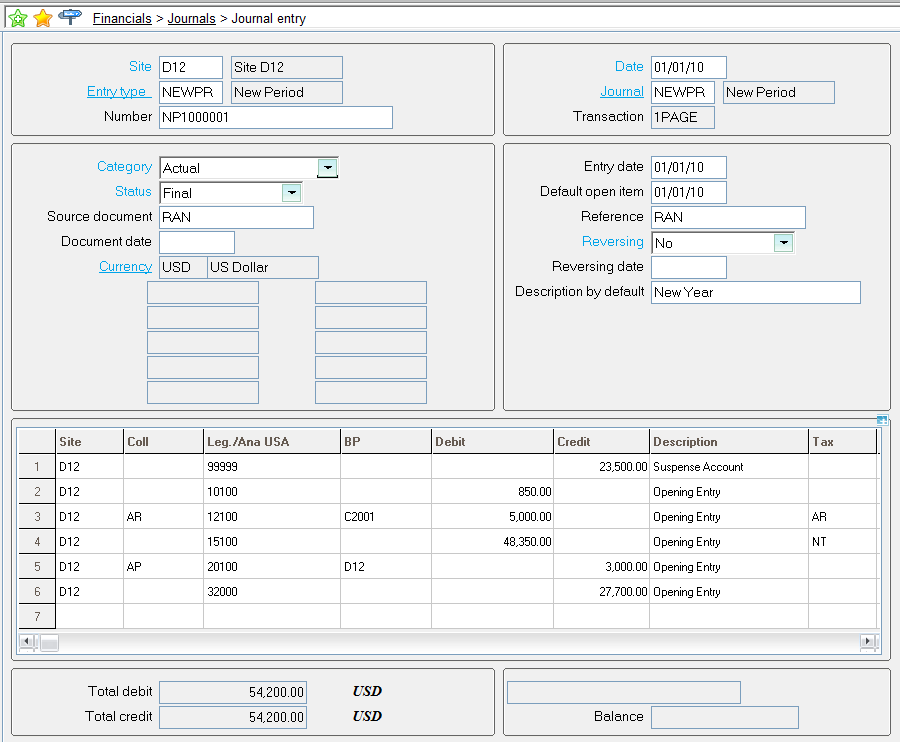 Financials > Journals > Journal entry
Site D12 Site D12
Entry type NEWPR New Period
Number NP1000001
Date 01/01/10
Journal NEWPR New Period
Transaction 1PAGE
Category Actual
Status Final
Source document RAN
Document date
Currency USD US Dollar
Entry date 01/01/10
Default open item 01/01/10
Reference RAN
Reversing No
Reversing date
Description by default New Year
Site Coll Leg./Ana USA BP Debit Credit Description Tax
1 D12 99999 23,500.00 Suspense Account
2 D12 10100 850.00 Opening Entry
3 D12 AR 12100 C2001 5,000.00 Opening Entry AR
4 D12 15100 48,350.00 Opening Entry NT
5 D12 AP 20100 D12 3,000.00 Opening Entry
6 D12 32000 27,700.00 Opening Entry
7
Total debit 54,200.00 USD
Total credit 54,200.00 USD
Balance